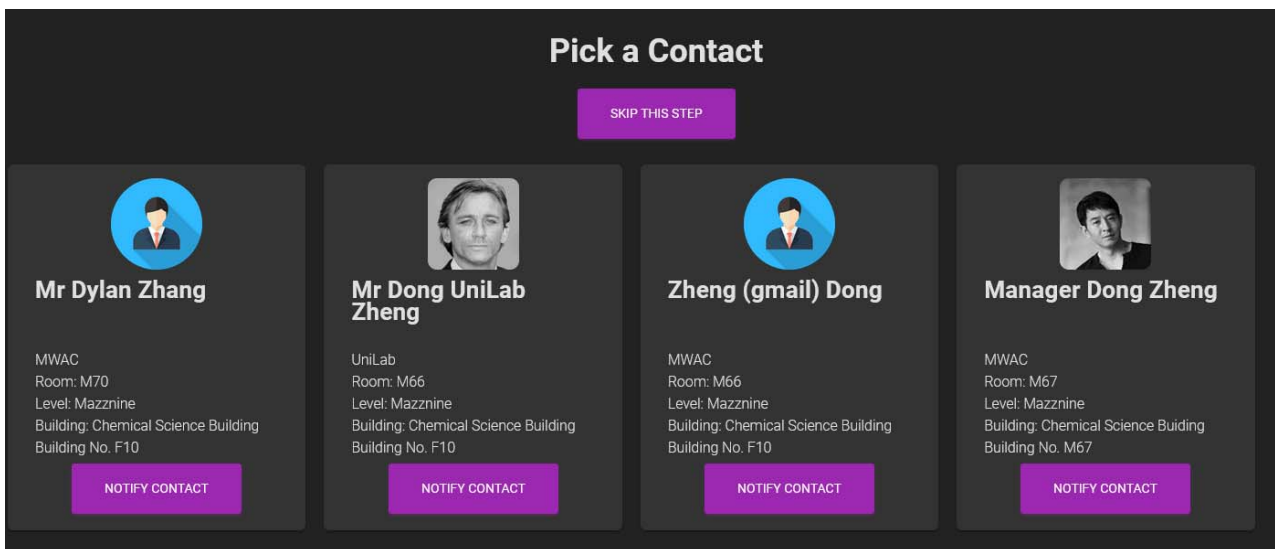 Pick a Contact
SKIP THIS STEP
Mr Dylan Zhang
MWAC
Room: M70
Level: Mazznine
Building: Chemical Science Building
Building No. F10
NOTIFY CONTACT
Mr Dong UniLab
Zheng
UniLab
Room: M66
Level: Mazznine
Building: Chemical Science Building
Building No. F10
NOTIFY CONTACT
Zheng (gmail) Dong
MWAC
Room: M66
Level: Mazznine
Building: Chemical Science Building
Building No. F10
NOTIFY CONTACT
Manager Dong Zheng
MWAC
Room: M67
Level: Mazznine
Building: Chemical Science Buiding
Building No. M67
NOTIFY CONTACT